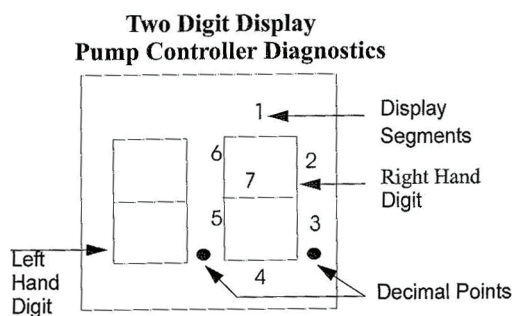 Two Digit Display
Pump Controller Diagnostics
1
Display
Segments
6
2
7
Right Hand
Digit
5
3
Left
Hand
Digit
4
Decimal Points